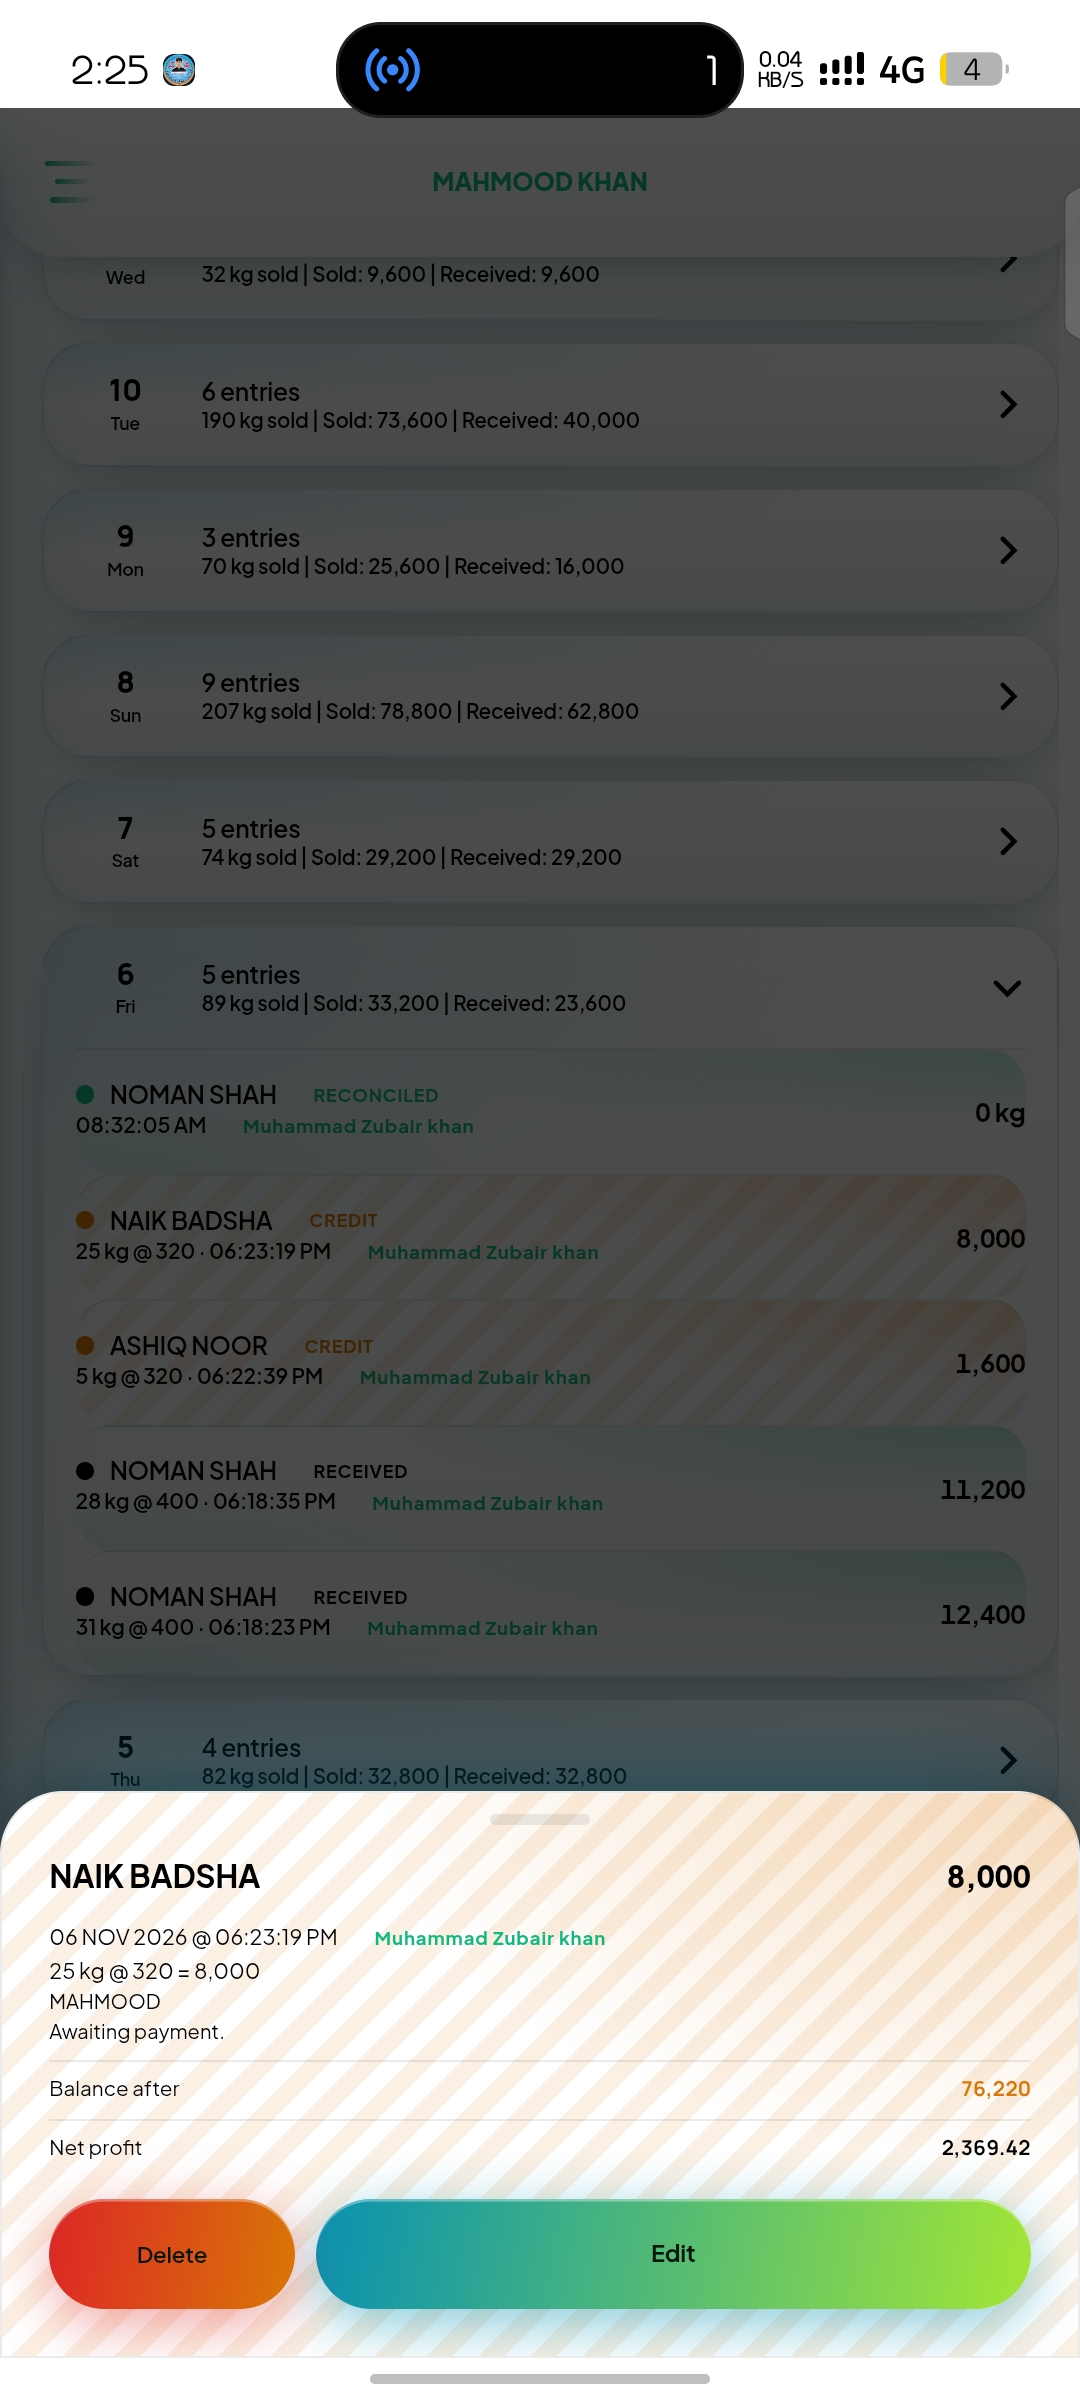 2:25
1
0.04
KB/S
4G
4
MAHMOOD KHAN
Wed
32 kg sold | Sold: 9,600 | Received: 9,600
10
Tue
6 entries
190 kg sold | Sold: 73,600 | Received: 40,000
9
Mon
3 entries
70 kg sold | Sold: 25,600 | Received: 16,000
8
Sun
9 entries
207 kg sold | Sold: 78,800 | Received: 62,800
7
Sat
5 entries
74 kg sold | Sold: 29,200 | Received: 29,200
6
Fri
5 entries
89 kg sold | Sold: 33,200 | Received: 23,600
NOMAN SHAH RECONCILED
08:32:05 AM Muhammad Zubair khan
0 kg
NAIK BADSHA CREDIT
25 kg @ 320 · 06:23:19 PM Muhammad Zubair khan
8,000
ASHIQ NOOR CREDIT
5 kg @ 320 · 06:22:39 PM Muhammad Zubair khan
1,600
NOMAN SHAH RECEIVED
28 kg @ 400 · 06:18:35 PM Muhammad Zubair khan
11,200
NOMAN SHAH RECEIVED
31 kg @ 400 · 06:18:23 PM Muhammad Zubair khan
12,400
5
Thu
4 entries
82 kg sold | Sold: 32,800 | Received: 32,800
NAIK BADSHA 8,000
06 NOV 2026 @ 06:23:19 PM Muhammad Zubair khan
25 kg @ 320 = 8,000
MAHMOOD
Awaiting payment.
Balance after 76,220
Net profit 2,369.42
Delete
Edit